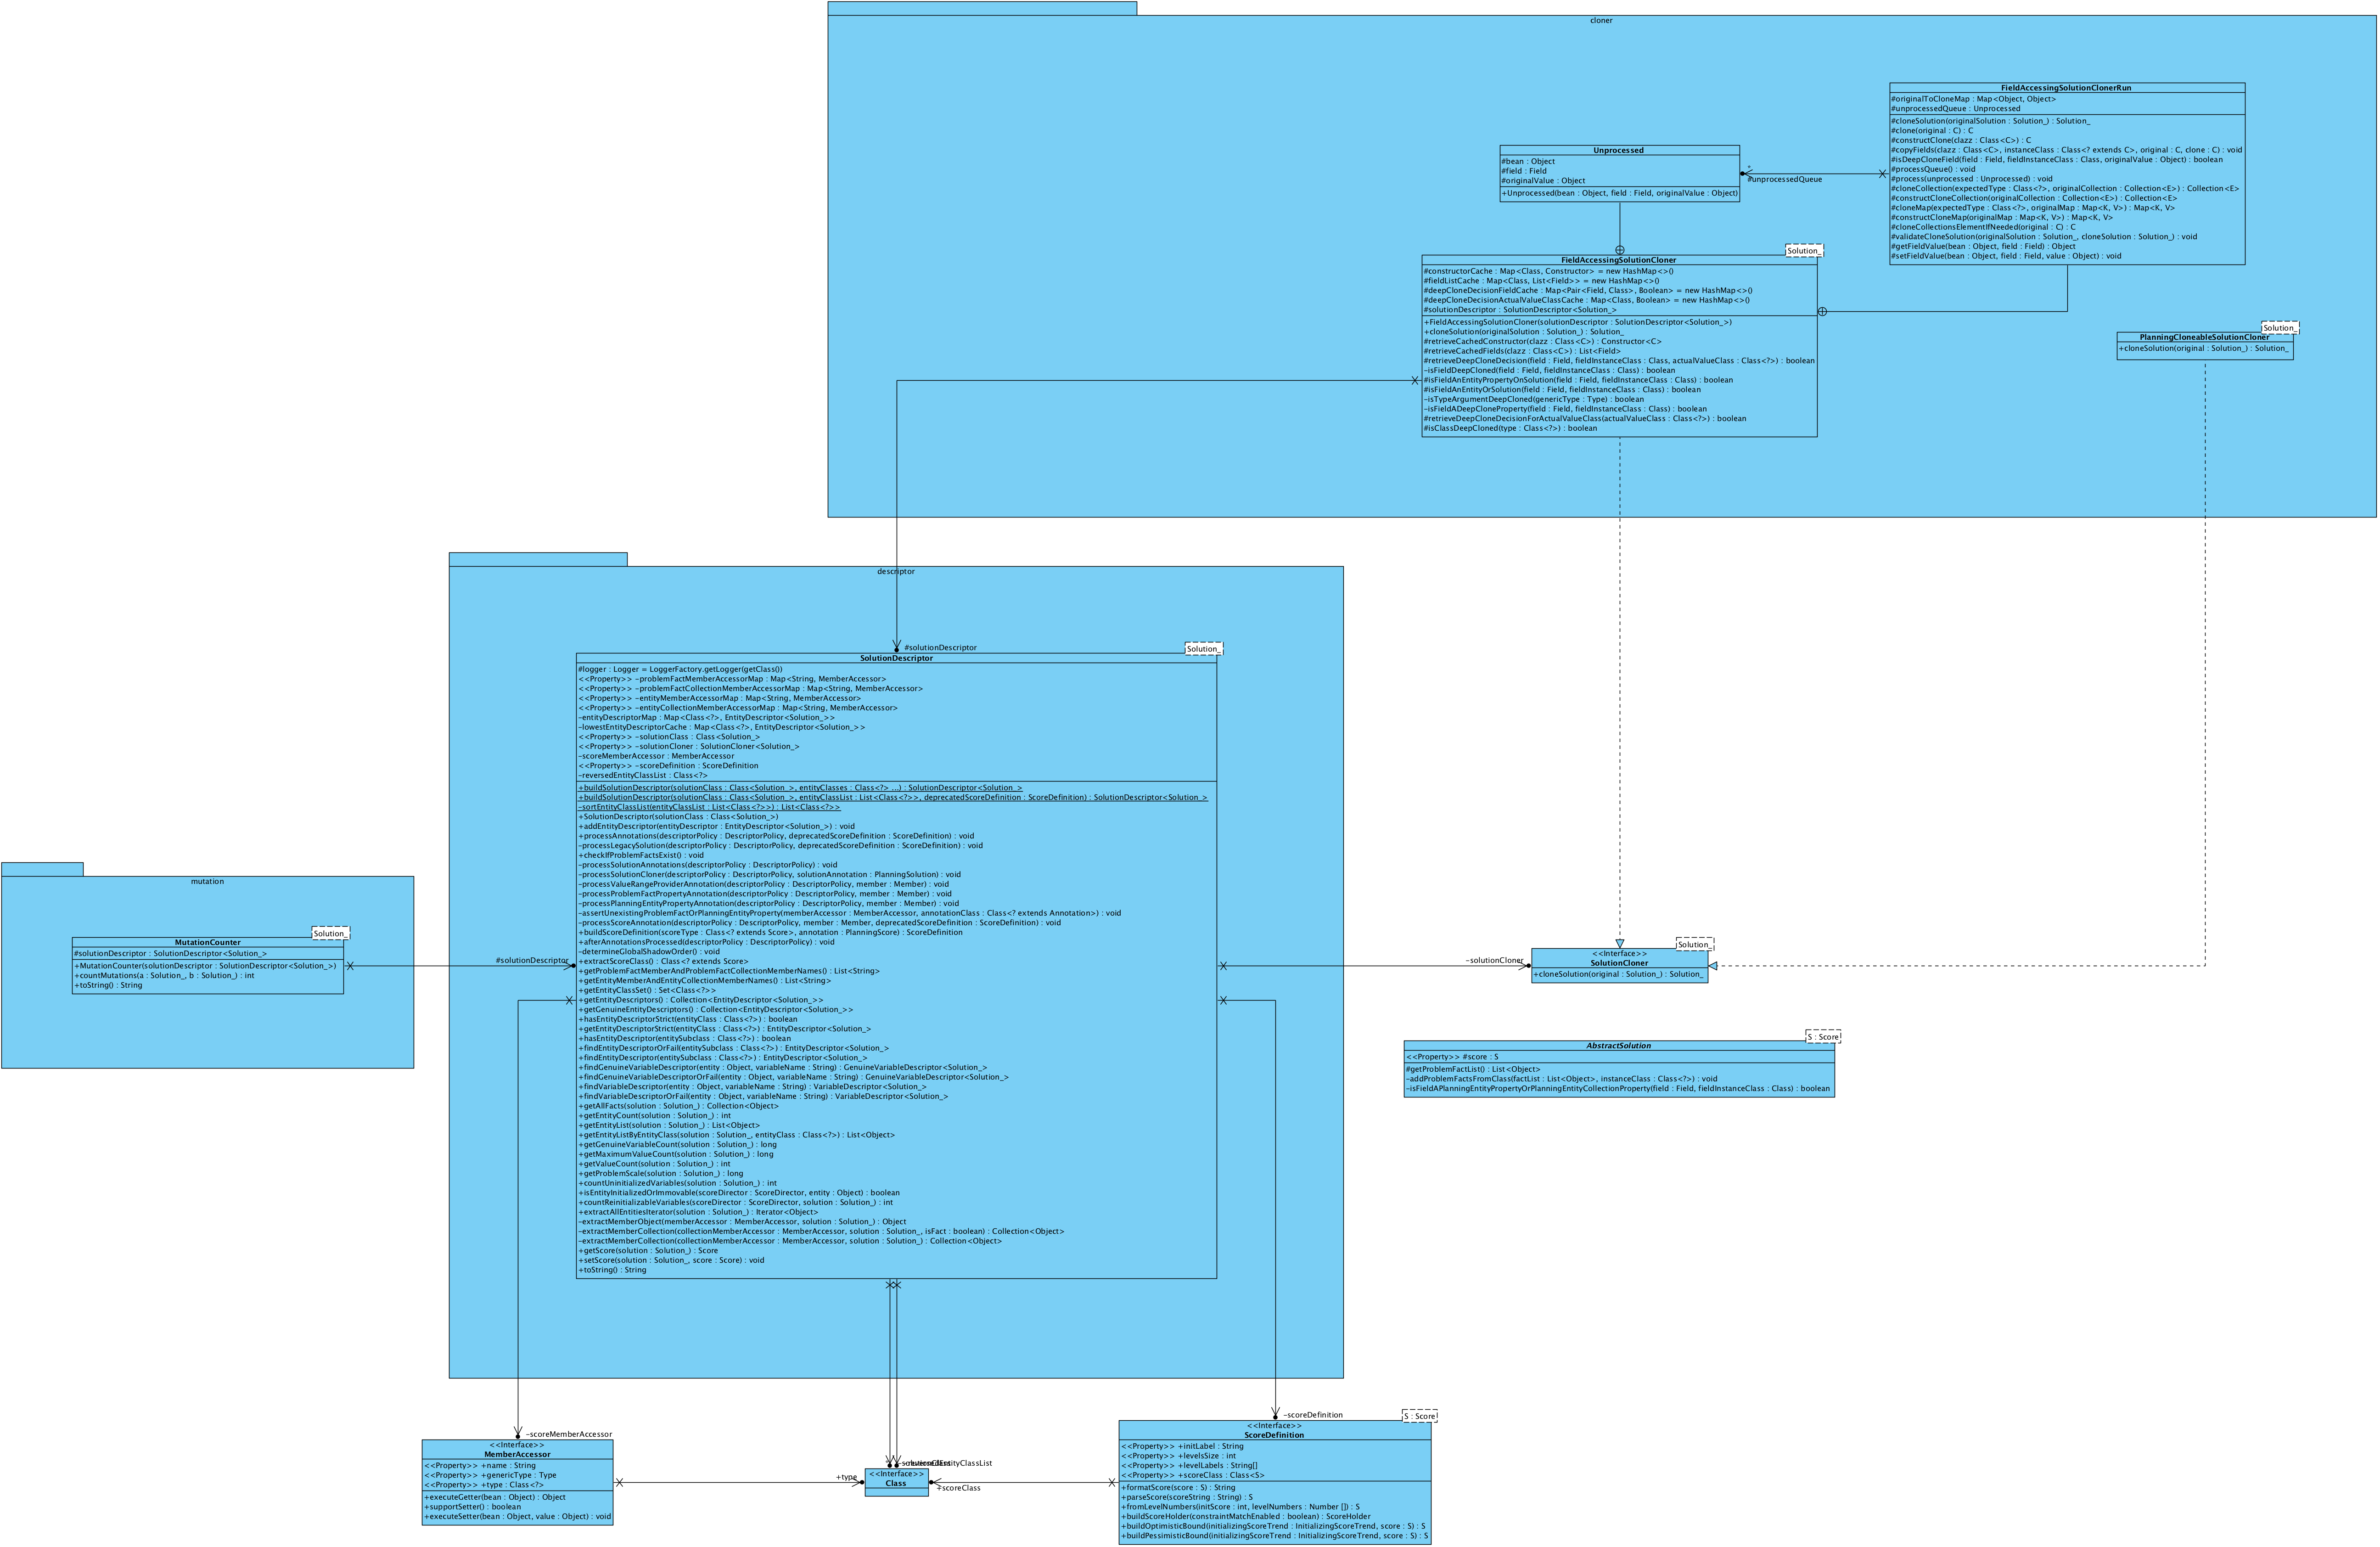 cloner
FieldAccessingSolutionClonerRun
#originalToCloneMap : Map<Object, Object>
#unprocessedQueue : Unprocessed
#cloneSolution(originalSolution : Solution_) : Solution_
#clone(original : C) : C
#constructClone(clazz : Class<C>) : C
#copyFields(clazz : Class<C>, instanceClass : Class<? extends C>, original : C, clone : C) : void
#isDeepCloneField(field : Field, fieldInstanceClass : Class, originalValue : Object) : boolean
#processQueue() : void
#process(unprocessed : Unprocessed) : void
#cloneCollection(expectedType : Class<?>, originalCollection : Collection<E>) : Collection<E>
#constructCloneCollection(originalCollection : Collection<E>) : Collection<E>
#cloneMap(expectedType : Class<?>, originalMap : Map<K, V>) : Map<K, V>
#constructCloneMap(originalMap : Map<K, V>) : Map<K, V>
#cloneCollectionsElementIfNeeded(original : C) : C
#validateCloneSolution(originalSolution : Solution_, cloneSolution : Solution_) : void
#getFieldValue(bean : Object, field : Field) : Object
#setFieldValue(bean : Object, field : Field, value : Object) : void
Unprocessed
#bean : Object
#field : Field
#originalValue : Object
+Unprocessed(bean : Object, field : Field, originalValue : Object)
*
#unprocessedQueue
Solution_
FieldAccessingSolutionCloner
#constructorCache : Map<Class, Constructor> = new HashMap<>()
#fieldListCache : Map<Class, List<Field>> = new HashMap<>()
#deepCloneDecisionFieldCache : Map<Pair<Field, Class>, Boolean> = new HashMap<>()
#deepCloneDecisionActualValueClassCache : Map<Class, Boolean> = new HashMap<>()
#solutionDescriptor : SolutionDescriptor<Solution_>
+FieldAccessingSolutionCloner(solutionDescriptor : SolutionDescriptor<Solution_>)
+cloneSolution(originalSolution : Solution_) : Solution_
#retrieveCachedConstructor(clazz : Class<C>) : Constructor<C>
#retrieveCachedFields(clazz : Class<C>) : List<Field>
#retrieveDeepCloneDecision(field : Field, fieldInstanceClass : Class, actualValueClass : Class<?>) : boolean
-isFieldDeepCloned(field : Field, fieldInstanceClass : Class) : boolean
#isFieldAnEntityPropertyOnSolution(field : Field, fieldInstanceClass : Class) : boolean
#isFieldAnEntityOrSolution(field : Field, fieldInstanceClass : Class) : boolean
-isTypeArgumentDeepCloned(genericType : Type) : boolean
-isFieldADeepCloneProperty(field : Field, fieldInstanceClass : Class) : boolean
#retrieveDeepCloneDecisionForActualValueClass(actualValueClass : Class<?>) : boolean
#isClassDeepCloned(type : Class<?>) : boolean
Solution_
PlanningCloneableSolutionCloner
+cloneSolution(original : Solution_) : Solution_
descriptor
#solutionDescriptor
Solution_
SolutionDescriptor
#logger : Logger = LoggerFactory.getLogger(getClass())
<<Property>> -problemFactMemberAccessorMap : Map<String, MemberAccessor>
<<Property>> -problemFactCollectionMemberAccessorMap : Map<String, MemberAccessor>
<<Property>> -entityMemberAccessorMap : Map<String, MemberAccessor>
<<Property>> -entityCollectionMemberAccessorMap : Map<String, MemberAccessor>
-entityDescriptorMap : Map<Class<?>, EntityDescriptor<Solution_>>
-lowestEntityDescriptorCache : Map<Class<?>, EntityDescriptor<Solution_>>
<<Property>> -solutionClass : Class<Solution_>
<<Property>> -solutionCloner : SolutionCloner<Solution_>
-scoreMemberAccessor : MemberAccessor
<<Property>> -scoreDefinition : ScoreDefinition
-reversedEntityClassList : Class<?>
+buildSolutionDescriptor(solutionClass : Class<Solution_>, entityClasses : Class<?> ...) : SolutionDescriptor<Solution_>
+buildSolutionDescriptor(solutionClass : Class<Solution_>, entityClassList : List<Class<?>>, deprecatedScoreDefinition : ScoreDefinition) : SolutionDescriptor<Solution_>
-sortEntityClassList(entityClassList : List<Class<?>>) : List<Class<?>>
+SolutionDescriptor(solutionClass : Class<Solution_>)
+addEntityDescriptor(entityDescriptor : EntityDescriptor<Solution_>) : void
+processAnnotations(descriptorPolicy : DescriptorPolicy, deprecatedScoreDefinition : ScoreDefinition) : void
-processLegacySolution(descriptorPolicy : DescriptorPolicy, deprecatedScoreDefinition : ScoreDefinition) : void
+checkIfProblemFactsExist() : void
-processSolutionAnnotations(descriptorPolicy : DescriptorPolicy) : void
-processSolutionCloner(descriptorPolicy : DescriptorPolicy, solutionAnnotation : PlanningSolution) : void
-processValueRangeProviderAnnotation(descriptorPolicy : DescriptorPolicy, member : Member) : void
-processProblemFactPropertyAnnotation(descriptorPolicy : DescriptorPolicy, member : Member) : void
-processPlanningEntityPropertyAnnotation(descriptorPolicy : DescriptorPolicy, member : Member) : void
-assertUnexistingProblemFactOrPlanningEntityProperty(memberAccessor : MemberAccessor, annotationClass : Class<? extends Annotation>) : void
-processScoreAnnotation(descriptorPolicy : DescriptorPolicy, member : Member, deprecatedScoreDefinition : ScoreDefinition) : void
+buildScoreDefinition(scoreType : Class<? extends Score>, annotation : PlanningScore) : ScoreDefinition
+afterAnnotationsProcessed(descriptorPolicy : DescriptorPolicy) : void
-determineGlobalShadowOrder() : void
+extractScoreClass() : Class<? extends Score>
+getProblemFactMemberAndProblemFactCollectionMemberNames() : List<String>
+getEntityMemberAndEntityCollectionMemberNames() : List<String>
+getEntityClassSet() : Set<Class<?>>
+getEntityDescriptors() : Collection<EntityDescriptor<Solution_>>
+getGenuineEntityDescriptors() : Collection<EntityDescriptor<Solution_>>
+hasEntityDescriptorStrict(entityClass : Class<?>) : boolean
+getEntityDescriptorStrict(entityClass : Class<?>) : EntityDescriptor<Solution_>
+hasEntityDescriptor(entitySubclass : Class<?>) : boolean
+findEntityDescriptorOrFail(entitySubclass : Class<?>) : EntityDescriptor<Solution_>
+findEntityDescriptor(entitySubclass : Class<?>) : EntityDescriptor<Solution_>
+findGenuineVariableDescriptor(entity : Object, variableName : String) : GenuineVariableDescriptor<Solution_>
+findGenuineVariableDescriptorOrFail(entity : Object, variableName : String) : GenuineVariableDescriptor<Solution_>
+findVariableDescriptor(entity : Object, variableName : String) : VariableDescriptor<Solution_>
+findVariableDescriptorOrFail(entity : Object, variableName : String) : VariableDescriptor<Solution_>
+getAllFacts(solution : Solution_) : Collection<Object>
+getEntityCount(solution : Solution_) : int
+getEntityList(solution : Solution_) : List<Object>
+getEntityListByEntityClass(solution : Solution_, entityClass : Class<?>) : List<Object>
+getGenuineVariableCount(solution : Solution_) : long
+getMaximumValueCount(solution : Solution_) : long
+getValueCount(solution : Solution_) : int
+getProblemScale(solution : Solution_) : long
+countUninitializedVariables(solution : Solution_) : int
+isEntityInitializedOrImmovable(scoreDirector : ScoreDirector, entity : Object) : boolean
+countReinitializableVariables(scoreDirector : ScoreDirector, solution : Solution_) : int
+extractAllEntitiesIterator(solution : Solution_) : Iterator<Object>
-extractMemberObject(memberAccessor : MemberAccessor, solution : Solution_) : Object
-extractMemberCollection(collectionMemberAccessor : MemberAccessor, solution : Solution_, isFact : boolean) : Collection<Object>
-extractMemberCollection(collectionMemberAccessor : MemberAccessor, solution : Solution_) : Collection<Object>
+getScore(solution : Solution_) : Score
+setScore(solution : Solution_, score : Score) : void
+toString() : String
mutation
Solution_
MutationCounter
#solutionDescriptor : SolutionDescriptor<Solution_>
+MutationCounter(solutionDescriptor : SolutionDescriptor<Solution_>)
+countMutations(a : Solution_, b : Solution_) : int
+toString() : String
#solutionDescriptor
-solutionCloner
Solution_
<<Interface>>
SolutionCloner
+cloneSolution(original : Solution_) : Solution_
S : Score
AbstractSolution
<<Property>> #score : S
#getProblemFactList() : List<Object>
-addProblemFactsFromClass(factList : List<Object>, instanceClass : Class<?>) : void
-isFieldAPlanningEntityPropertyOrPlanningEntityCollectionProperty(field : Field, fieldInstanceClass : Class) : boolean
-scoreMemberAccessor
<<Interface>>
MemberAccessor
<<Property>> +name : String
<<Property>> +genericType : Type
<<Property>> +type : Class<?>
+executeGetter(bean : Object) : Object
+supportSetter() : boolean
+executeSetter(bean : Object, value : Object) : void
+type
-reversedEntityClassList
<<Interface>>
Class
+scoreClass
-scoreDefinition
S : Score
<<Interface>>
ScoreDefinition
<<Property>> +initLabel : String
<<Property>> +levelsSize : int
<<Property>> +levelLabels : String[]
<<Property>> +scoreClass : Class<S>
+formatScore(score : S) : String
+parseScore(scoreString : String) : S
+fromLevelNumbers(initScore : int, levelNumbers : Number []) : S
+buildScoreHolder(constraintMatchEnabled : boolean) : ScoreHolder
+buildOptimisticBound(initializingScoreTrend : InitializingScoreTrend, score : S) : S
+buildPessimisticBound(initializingScoreTrend : InitializingScoreTrend, score : S) : S